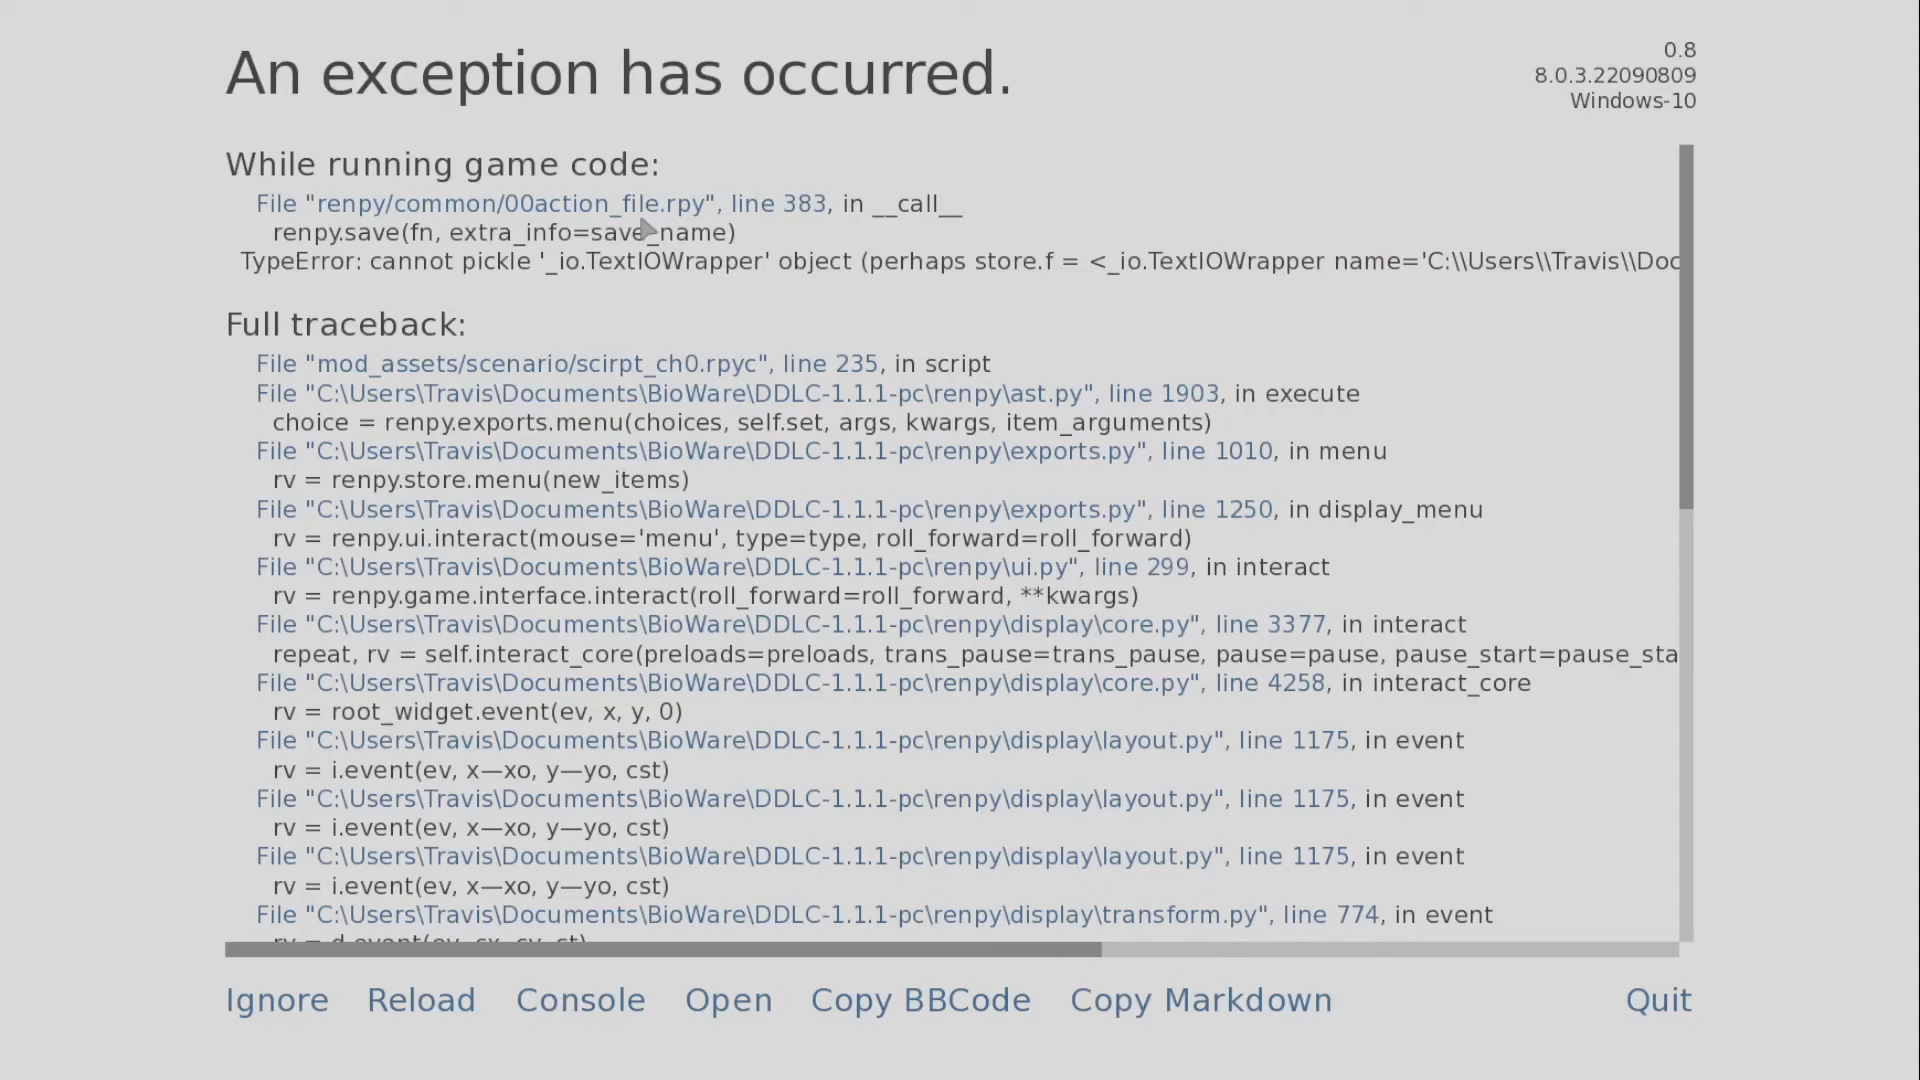 An exception has occurred.
0.8
8.0.3.22090809
Windows-10
While running game code:
File "renpy/common/00action_file.rpy", line 383, in __call__
renpy.save(fn, extra_info=save_name)
TypeError: cannot pickle '_io.TextIOWrapper' object (perhaps store.f = <_io.TextIOWrapper name='C:\\Users\\Travis\\Doc
Full traceback:
File "mod_assets/scenario/scirpt_ch0.rpyc", line 235, in script
File "C:\Users\Travis\Documents\BioWare\DDLC-1.1.1-pc\renpy\ast.py", line 1903, in execute
choice = renpy.exports.menu(choices, self.set, args, kwargs, item_arguments)
File "C:\Users\Travis\Documents\BioWare\DDLC-1.1.1-pc\renpy\exports.py", line 1010, in menu
rv = renpy.store.menu(new_items)
File "C:\Users\Travis\Documents\BioWare\DDLC-1.1.1-pc\renpy\exports.py", line 1250, in display_menu
rv = renpy.ui.interact(mouse='menu', type=type, roll_forward=roll_forward)
File "C:\Users\Travis\Documents\BioWare\DDLC-1.1.1-pc\renpy\ui.py", line 299, in interact
rv = renpy.game.interface.interact(roll_forward=roll_forward, **kwargs)
File "C:\Users\Travis\Documents\BioWare\DDLC-1.1.1-pc\renpy\display\core.py", line 3377, in interact
repeat, rv = self.interact_core(preloads=preloads, trans_pause=trans_pause, pause=pause, pause_start=pause_sta
File "C:\Users\Travis\Documents\BioWare\DDLC-1.1.1-pc\renpy\display\core.py", line 4258, in interact_core
rv = root_widget.event(ev, x, y, 0)
File "C:\Users\Travis\Documents\BioWare\DDLC-1.1.1-pc\renpy\display\layout.py", line 1175, in event
rv = i.event(ev, x—xo, y—yo, cst)
File "C:\Users\Travis\Documents\BioWare\DDLC-1.1.1-pc\renpy\display\layout.py", line 1175, in event
rv = i.event(ev, x—xo, y—yo, cst)
File "C:\Users\Travis\Documents\BioWare\DDLC-1.1.1-pc\renpy\display\layout.py", line 1175, in event
rv = i.event(ev, x—xo, y—yo, cst)
File "C:\Users\Travis\Documents\BioWare\DDLC-1.1.1-pc\renpy\display\transform.py", line 774, in event
rv = d.event(ev, cx, cy, st)
Ignore Reload Console Open Copy BBCode Copy Markdown Quit